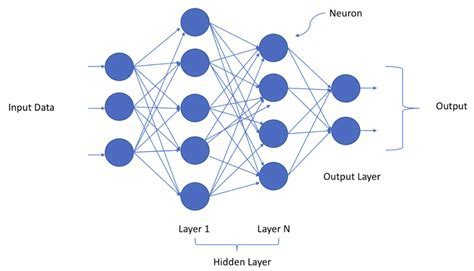 Neuron
Input Data
Output
Output Layer
Layer 1
Layer N
Hidden Layer